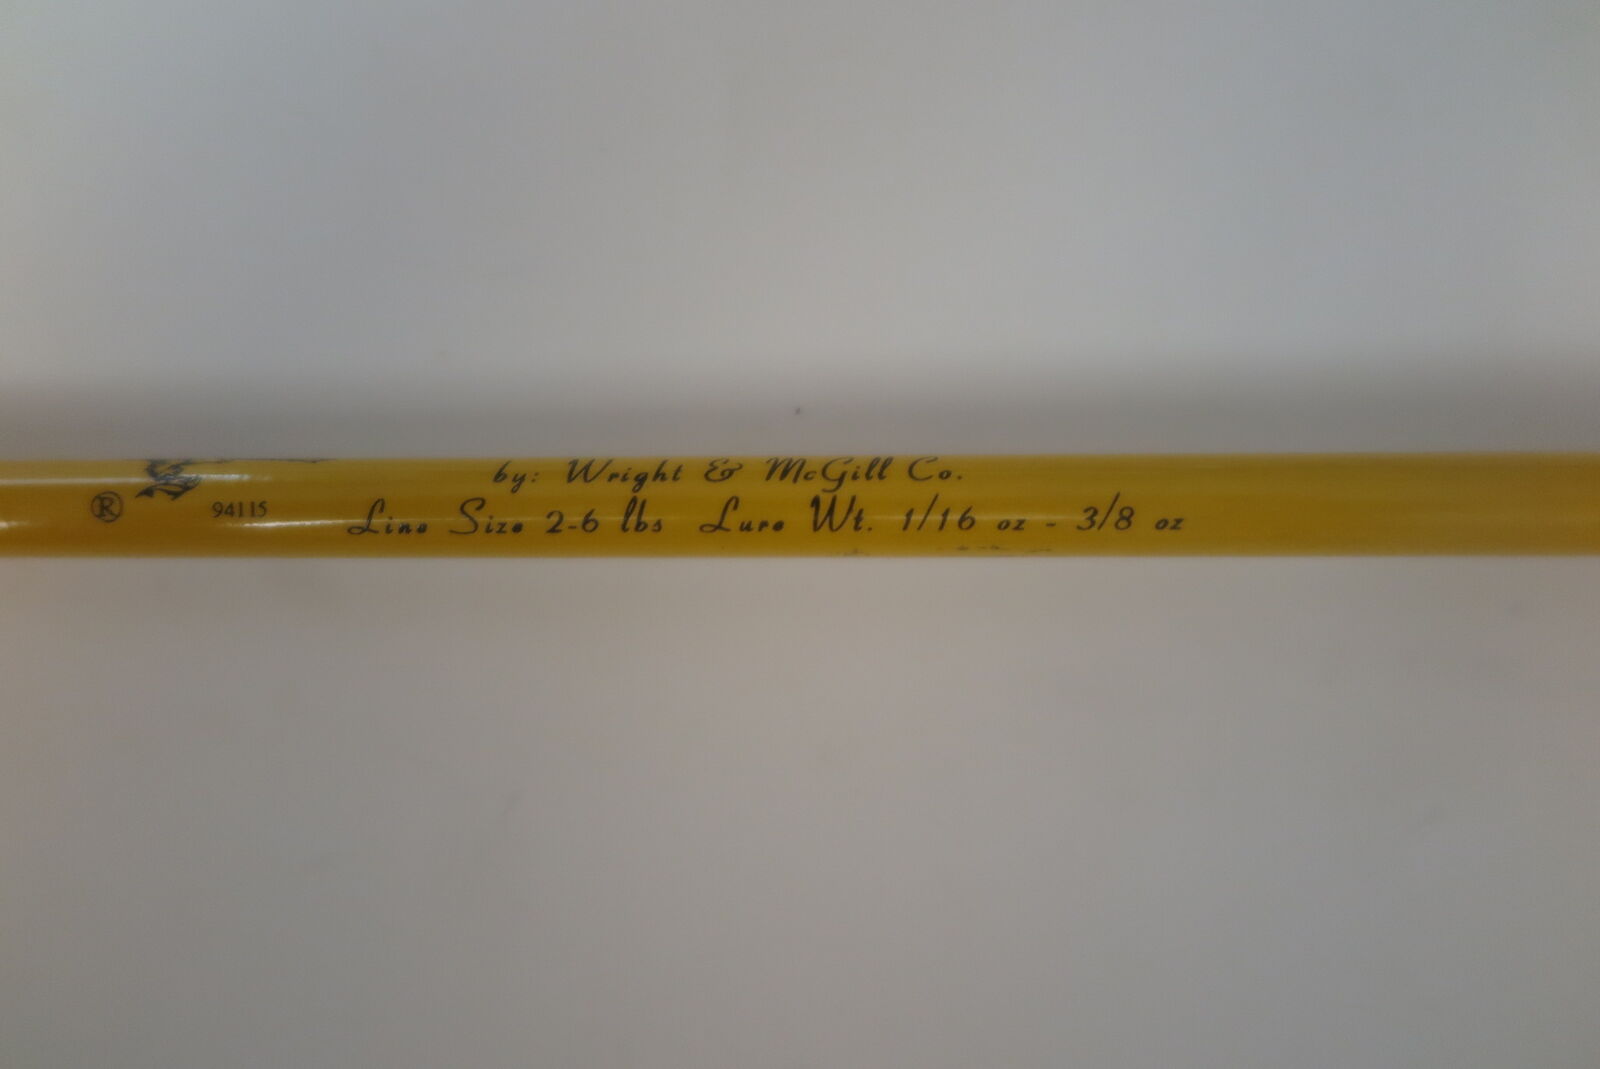 by: Wright & McGill Co.
® 94115 Line Size 2-6 lbs Lure Wt. 1/16 oz - 3/8 oz